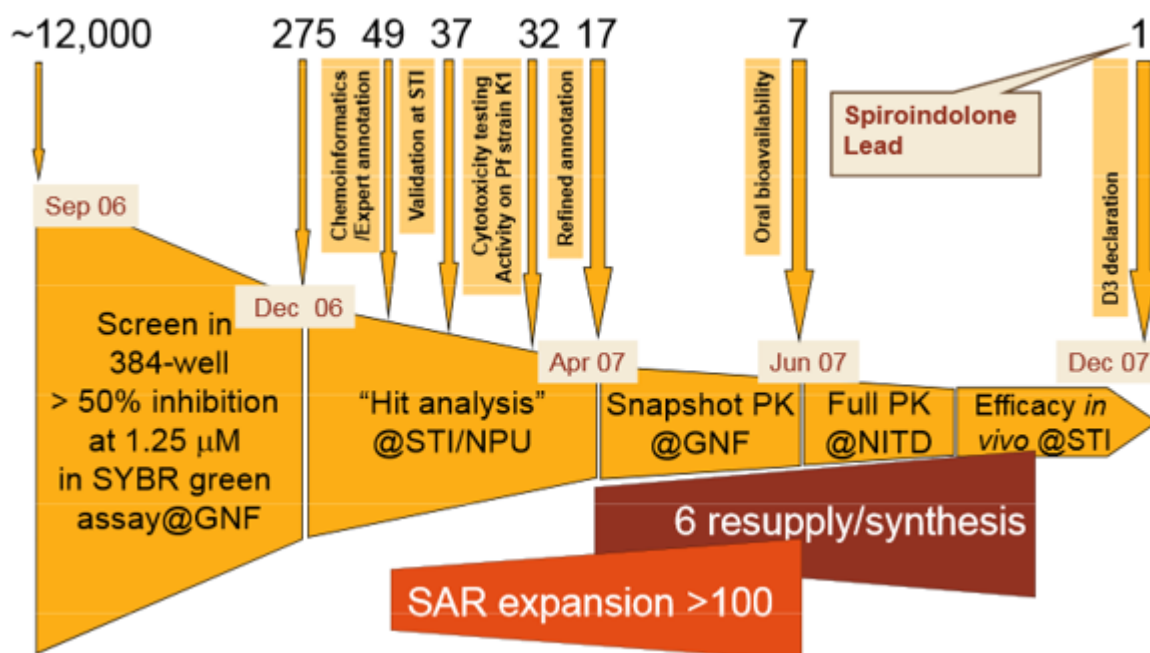 ~12,000 275 49 37 32 17 7 1
Chemoinformatics
/Expert annotation
Validation at STI
Cytotoxicity testing
Activity on Pf strain K1
Refined annotation
Oral bioavailability
Spiroindolone
Lead
D3 declaration
Sep 06
Dec 06
Apr 07
Jun 07
Dec 07
Screen in
384-well
> 50% inhibition
at 1.25 µM
in SYBR green
assay@GNF
"Hit analysis"
@STI/NPU
Snapshot PK
@GNF
Full PK
@NITD
Efficacy in
vivo @STI
6 resupply/synthesis
SAR expansion >100